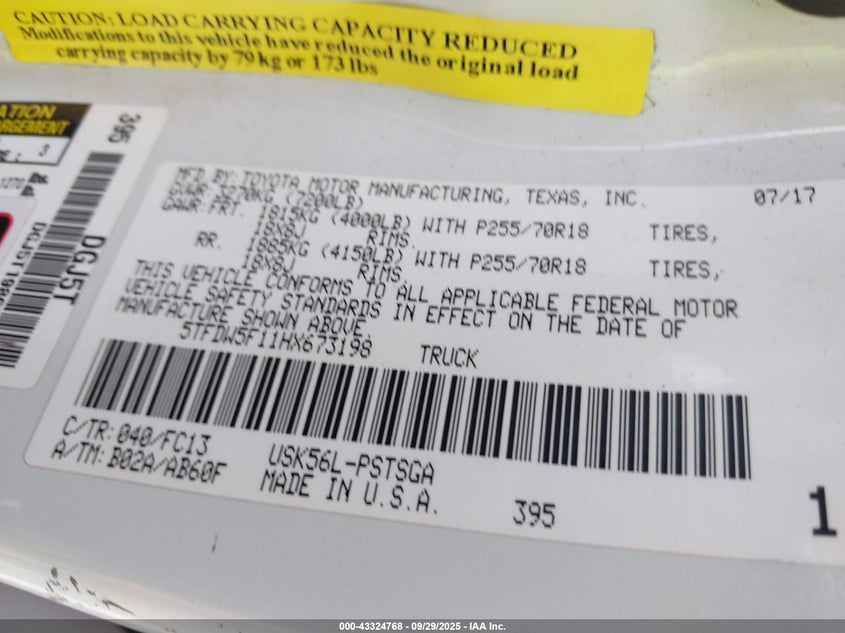 CAUTION: LOAD CARRYING CAPACITY REDUCED
Modifications to this vehicle have reduced the original load
carrying capacity by 79 kg or 173 lbs
ATION
3
395
DGJ5T
MFD. BY: TOYOTA MOTOR MANUFACTURING, TEXAS, INC. 07/17
GVWR: 3270KG (7200LB)
GAWR: FRT. 1815KG (4000LB) WITH P255/70R18 TIRES,
18X8J RIMS.
RR. 1885KG (4150LB) WITH P255/70R18 TIRES,
18X8J RIMS.
THIS VEHICLE CONFORMS TO ALL APPLICABLE FEDERAL MOTOR
VEHICLE SAFETY STANDARDS IN EFFECT ON THE DATE OF
MANUFACTURE SHOWN ABOVE.
5TFDW5F11HX673198 TRUCK
C/TR: 040/FC13
A/TM: B02A/AB60F
USK56L-PSTSGA
MADE IN U.S.A.
395
1
000-43324768 - 09/29/2025 - IAA Inc.